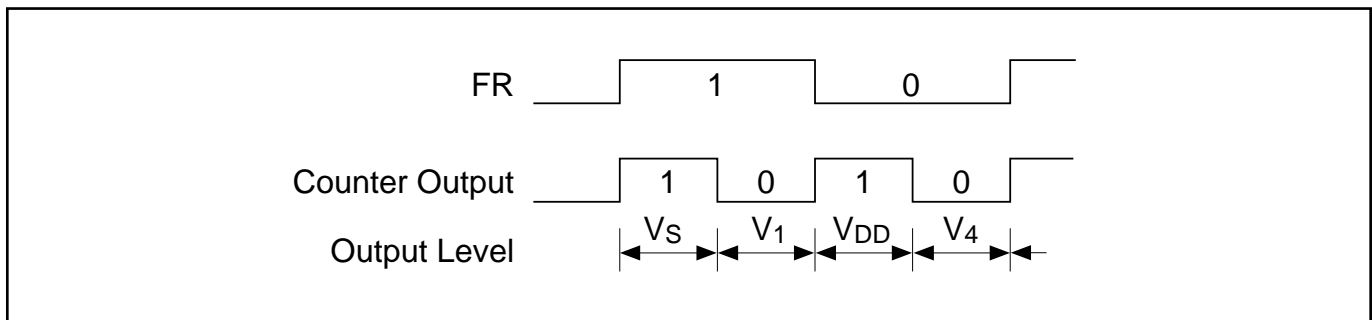 FR 1 0
Counter Output 1 0 1 0
Output Level VS V1 VDD V4